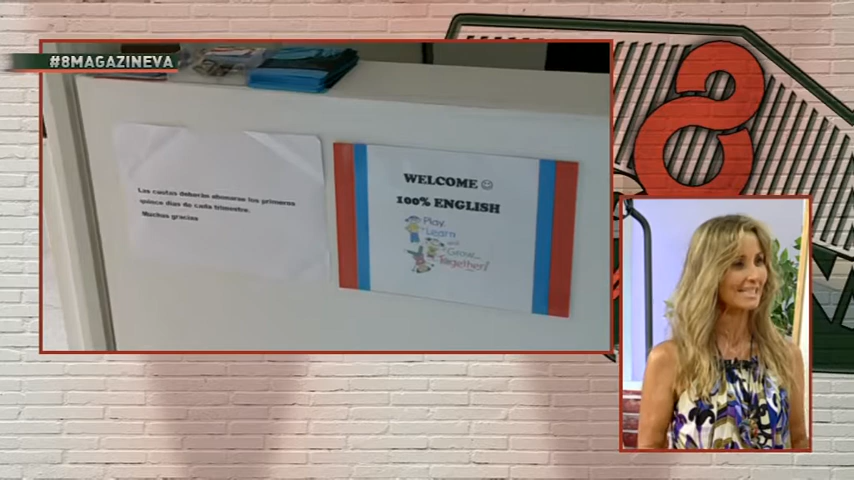 #8MAGAZINEVA
8
Las cuotas deberán abonarse los primeros
quince días de cada trimestre.
Muchas gracias
WELCOME ☺
100% ENGLISH
Play,
Learn
and
Grow...
Together!